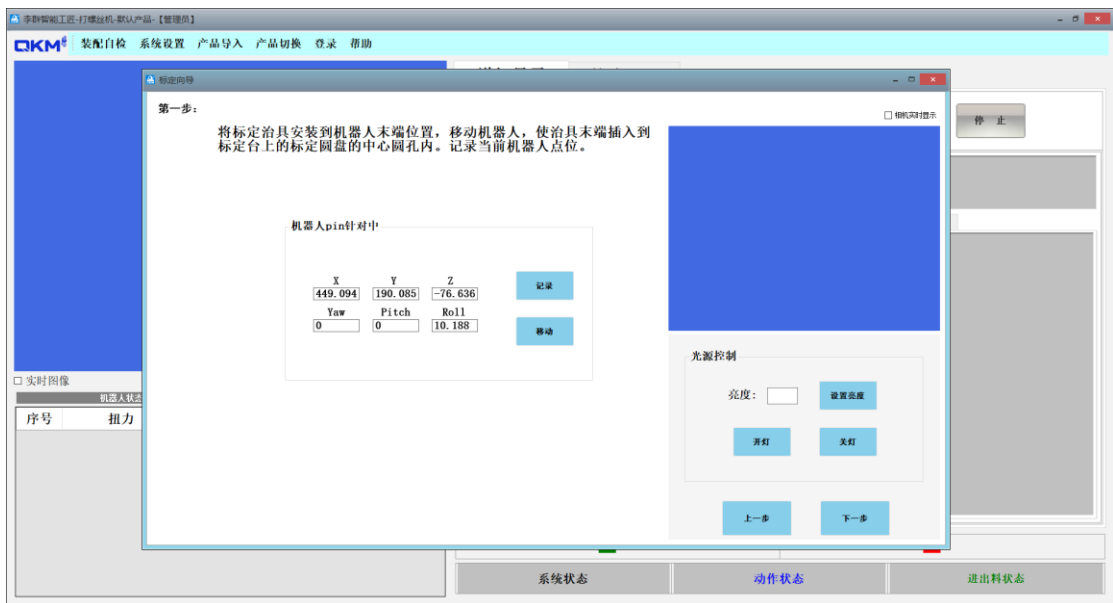 李群智能工匠-打螺丝机-默认产品-【管理员】
QKM 装配自检 系统设置 产品导入 产品切换 登录 帮助
标定向导
第一步:
相机实时显示
将标定治具安装到机器人末端位置，移动机器人，使治具末端插入到
标定台上的标定圆盘的中心圆孔内。记录当前机器人点位。
停 止
机器人pin针对中
X Y Z
449.094 190.085 -76.636 记录
Yaw Pitch Roll
0 0 10.188 移动
光源控制
亮度: 设置亮度
开灯 关灯
上一步 下一步
实时图像
机器人状态
序号 扭力
系统状态 动作状态 进出料状态